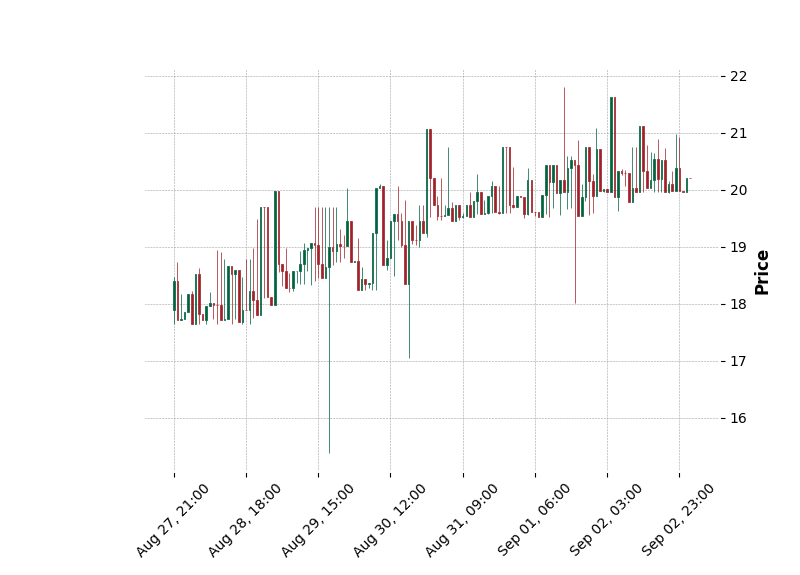 22
21
20
19
18
17
16
Price
Aug 27, 21:00
Aug 28, 18:00
Aug 29, 15:00
Aug 30, 12:00
Aug 31, 09:00
Sep 01, 06:00
Sep 02, 03:00
Sep 02, 23:00